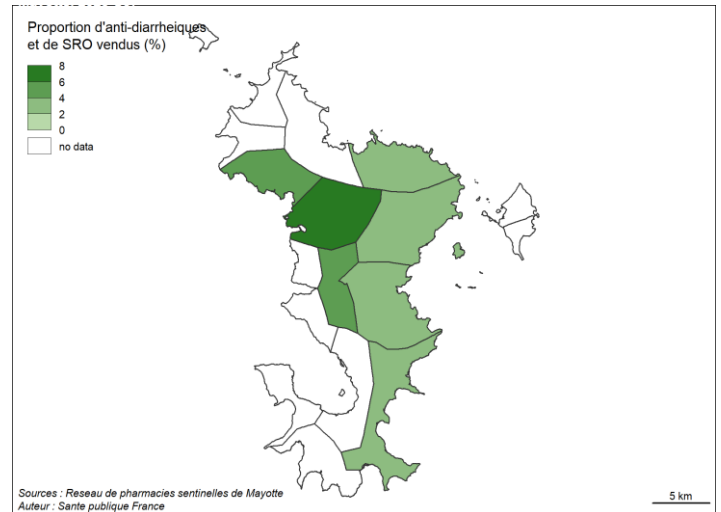 Proportion d'anti-diarrheiques
et de SRO vendus (%)
8
6
4
2
0
no data
Sources : Reseau de pharmacies sentinelles de Mayotte
Auteur : Sante publique France
5 km